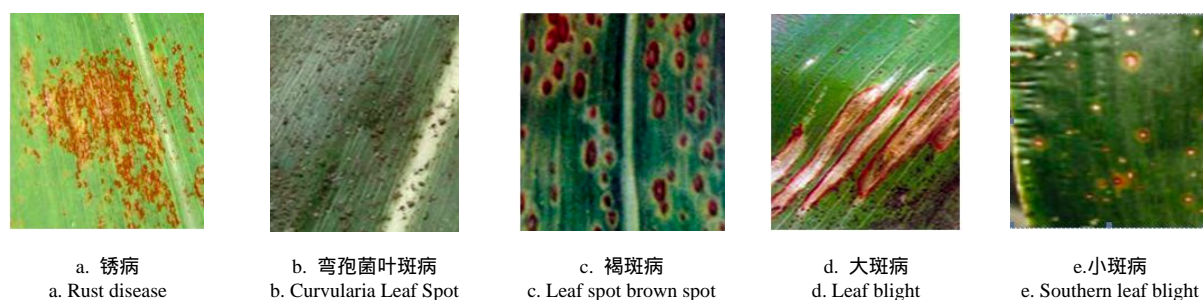 a. 锈病
b. 弯孢菌叶斑病
c. 褐斑病
d. 大斑病
e.小斑病
a. Rust disease
b. Curvularia Leaf Spot
c. Leaf spot brown spot
d. Leaf blight
e. Southern leaf blight